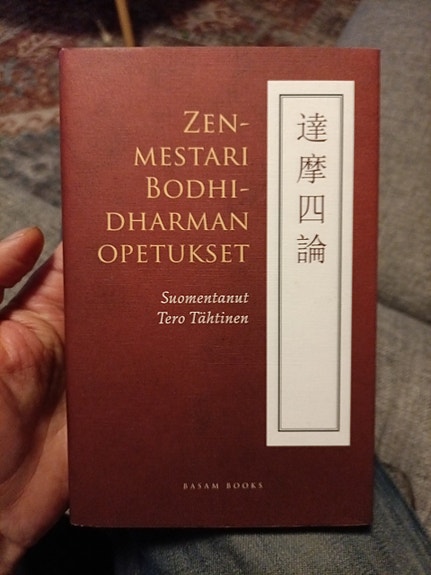 ZEN-
MESTARI
BODHI-
DHARMAN
OPETUKSET
Suomentanut
Tero Tähtinen
達摩四論
BASAM BOOKS